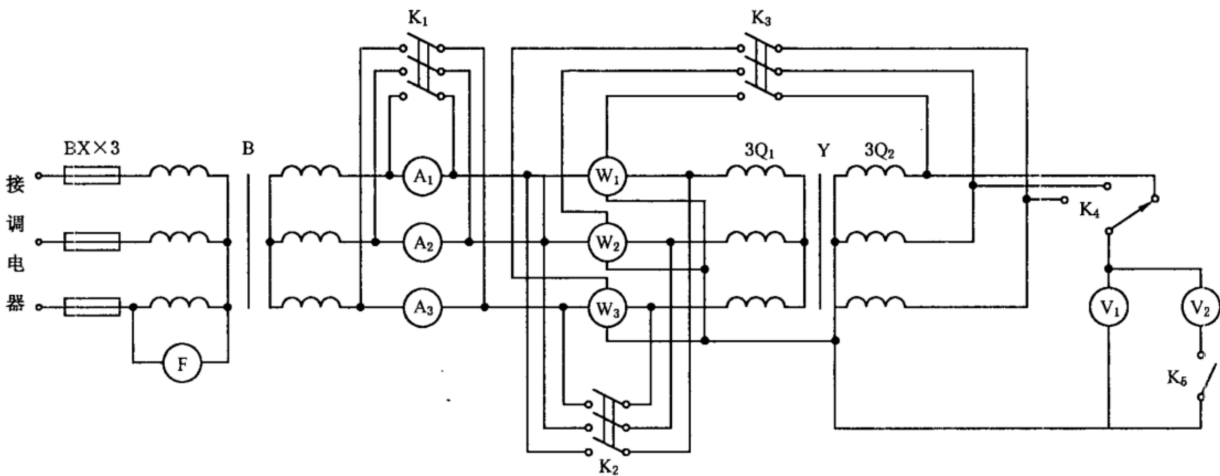 K₁
K₃
BX×3
B
3Q₁
Y
3Q₂
接
调
电
器
A₁
A₂
A₃
W₁
W₂
W₃
K₄
V₁
V₂
F
K₅
K₂